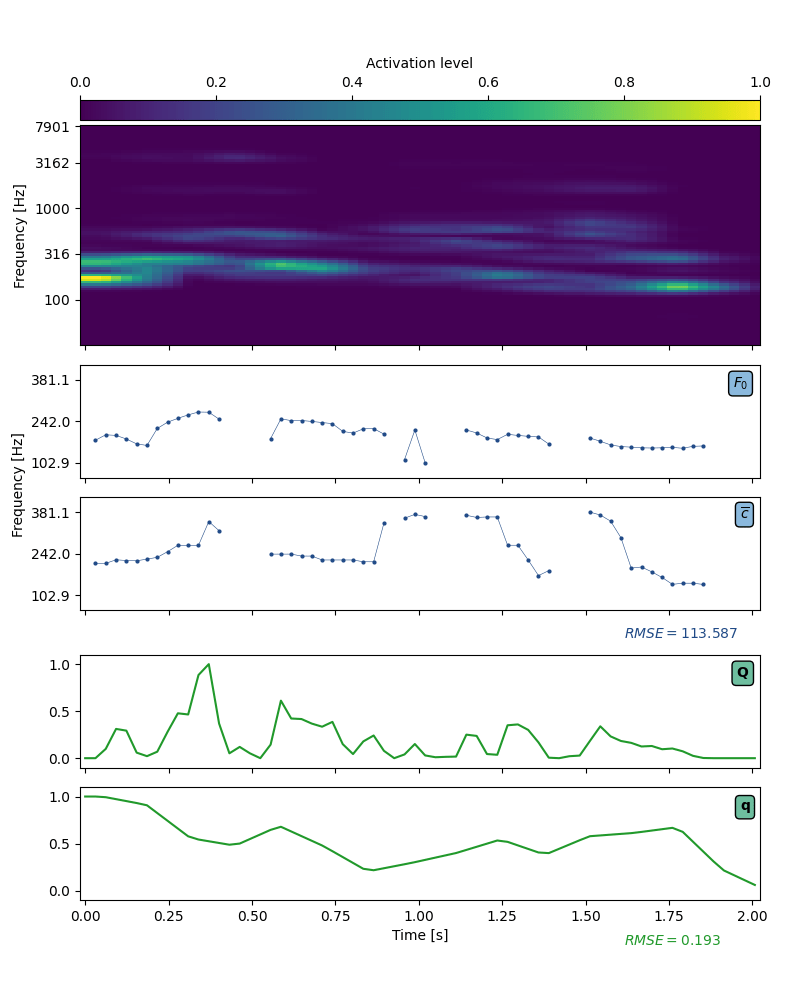 Activation level
0.0 0.2 0.4 0.6 0.8 1.0
Frequency [Hz]
7901
3162
1000
316
100
Frequency [Hz]
381.1
242.0
102.9
F₀
381.1
242.0
102.9
c̅
RMSE = 113.587
1.0
0.5
0.0
Q
1.0
0.5
0.0
q
0.00 0.25 0.50 0.75 1.00 1.25 1.50 1.75 2.00
Time [s]
RMSE = 0.193